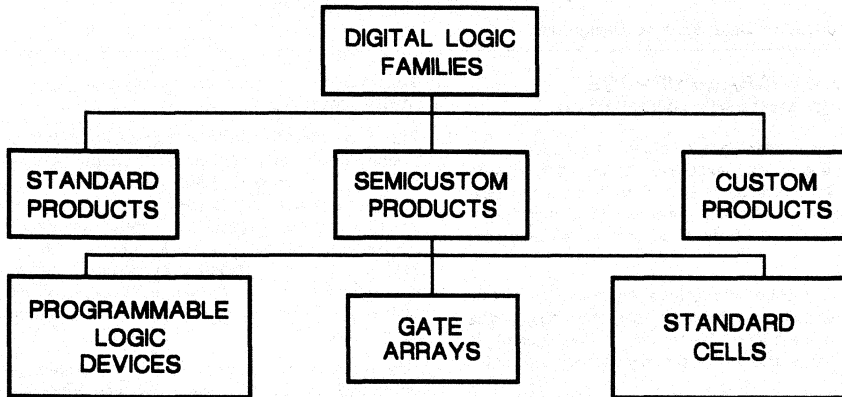 DIGITAL LOGIC
FAMILIES
STANDARD
PRODUCTS
SEMICUSTOM
PRODUCTS
CUSTOM
PRODUCTS
PROGRAMMABLE
LOGIC
DEVICES
GATE
ARRAYS
STANDARD
CELLS